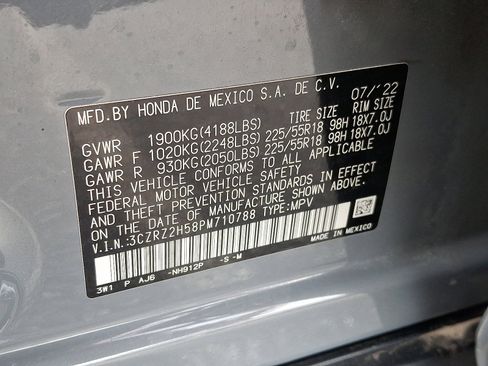 MFD.BY HONDA DE MEXICO S.A. DE C.V. 07/'22
TIRE SIZE RIM SIZE
GVWR 1900KG(4188LBS)
GAWR F 1020KG(2248LBS) 225/55R18 98H 18X7.0J
GAWR R 930KG(2050LBS) 225/55R18 98H 18X7.0J
THIS VEHICLE CONFORMS TO ALL APPLICABLE
FEDERAL MOTOR VEHICLE SAFETY
AND THEFT PREVENTION STANDARDS IN EFFECT
ON THE DATE OF MANUFACTURE SHOWN ABOVE.
V.I.N.:3CZRZ2H58PM710788 TYPE:MPV
MADE IN MEXICO
3W1 P AJ6 -NH912P -S -M